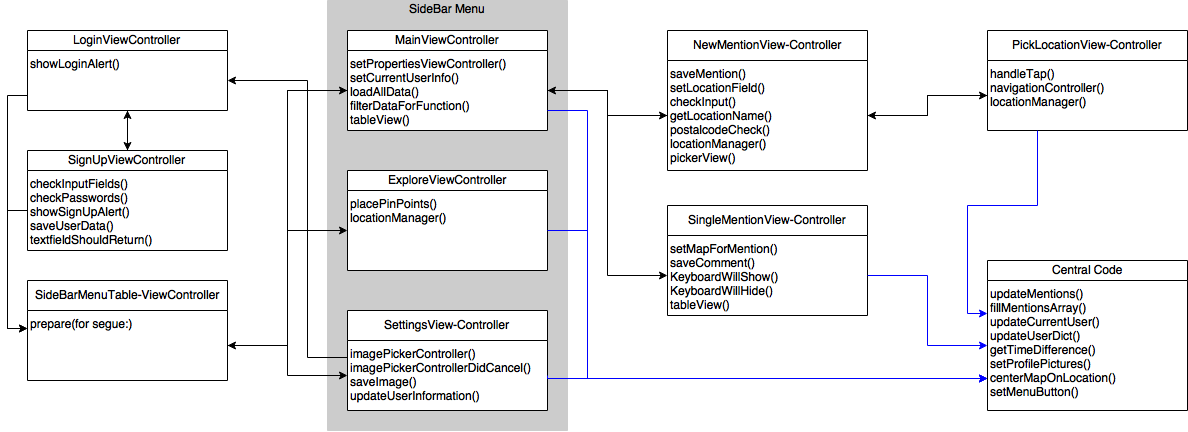 SideBar Menu
LoginViewController
showLoginAlert()
SignUpViewController
checkInputFields()
checkPasswords()
showSignUpAlert()
saveUserData()
textfieldShouldReturn()
SideBarMenuTable-ViewController
prepare(for segue:)
MainViewController
setPropertiesViewController()
setCurrentUserInfo()
loadAllData()
filterDataForFunction()
tableView()
ExploreViewController
placePinPoints()
locationManager()
SettingsView-Controller
imagePickerController()
imagePickerControllerDidCancel()
saveImage()
updateUserInformation()
NewMentionView-Controller
saveMention()
setLocationField()
checkInput()
getLocationName()
postalcodeCheck()
locationManager()
pickerView()
SingleMentionView-Controller
setMapForMention()
saveComment()
KeyboardWillShow()
KeyboardWillHide()
tableView()
PickLocationView-Controller
handleTap()
navigationController()
locationManager()
Central Code
updateMentions()
fillMentionsArray()
updateCurrentUser()
updateUserDict()
getTimeDifference()
setProfilePictures()
centerMapOnLocation()
setMenuButton()